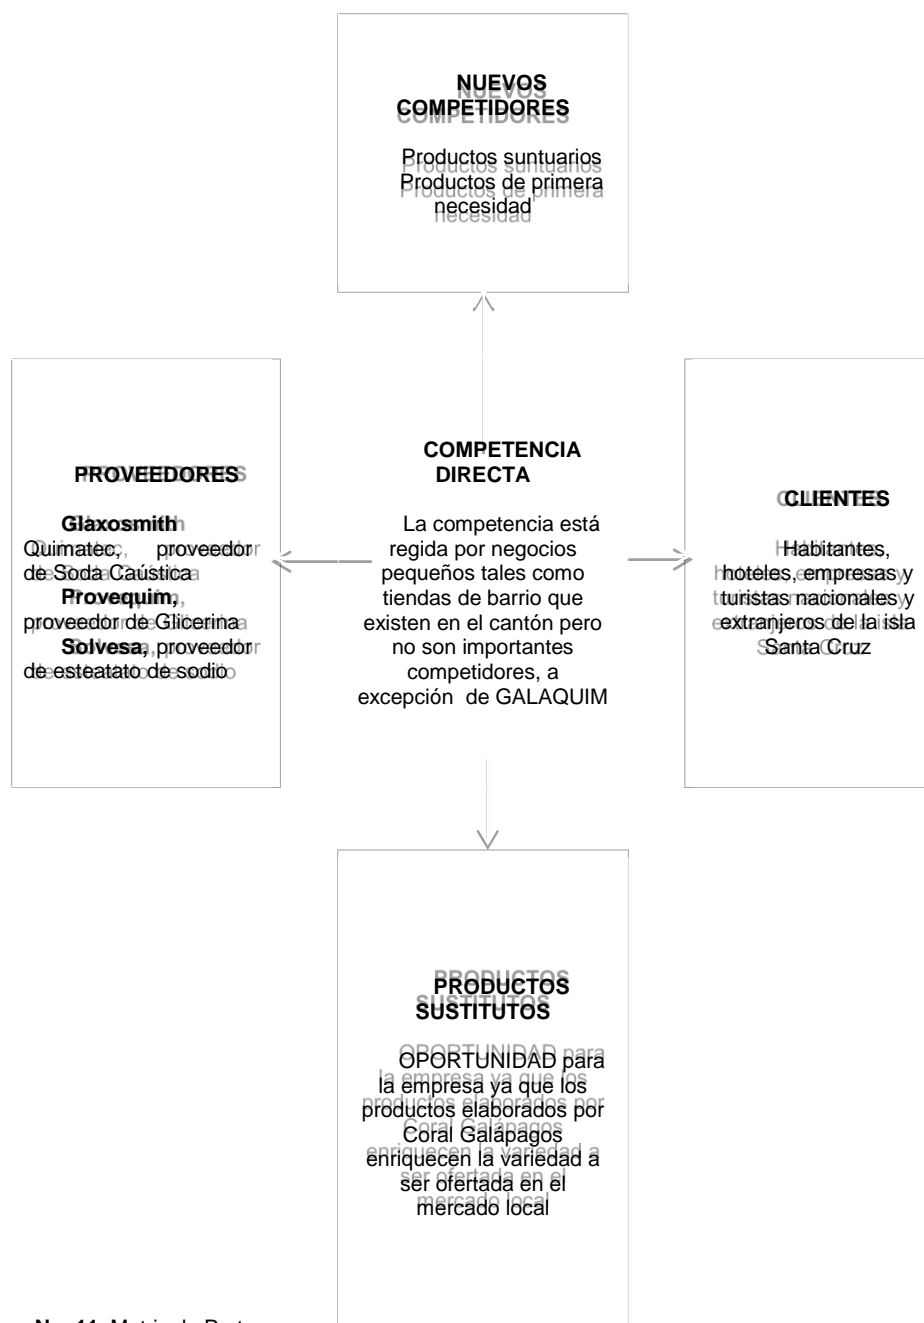 NUEVOS
COMPETIDORES
Productos suntuarios
Productos de primera
necesidad
PROVEEDORES
Glaxosmith
Quimatec, proveedor
de Soda Caústica
Provequim,
proveedor de Glicerina
Solvesa, proveedor
de esteatato de sodio
COMPETENCIA
DIRECTA
La competencia está
regida por negocios
pequeños tales como
tiendas de barrio que
existen en el cantón pero
no son importantes
competidores, a
excepción de GALAQUIM
CLIENTES
Habitantes,
hoteles, empresas y
turistas nacionales y
extranjeros de la isla
Santa Cruz
PRODUCTOS
SUSTITUTOS
OPORTUNIDAD para
la empresa ya que los
productos elaborados por
Coral Galápagos
enriquecen la variedad a
ser ofertada en el
mercado local